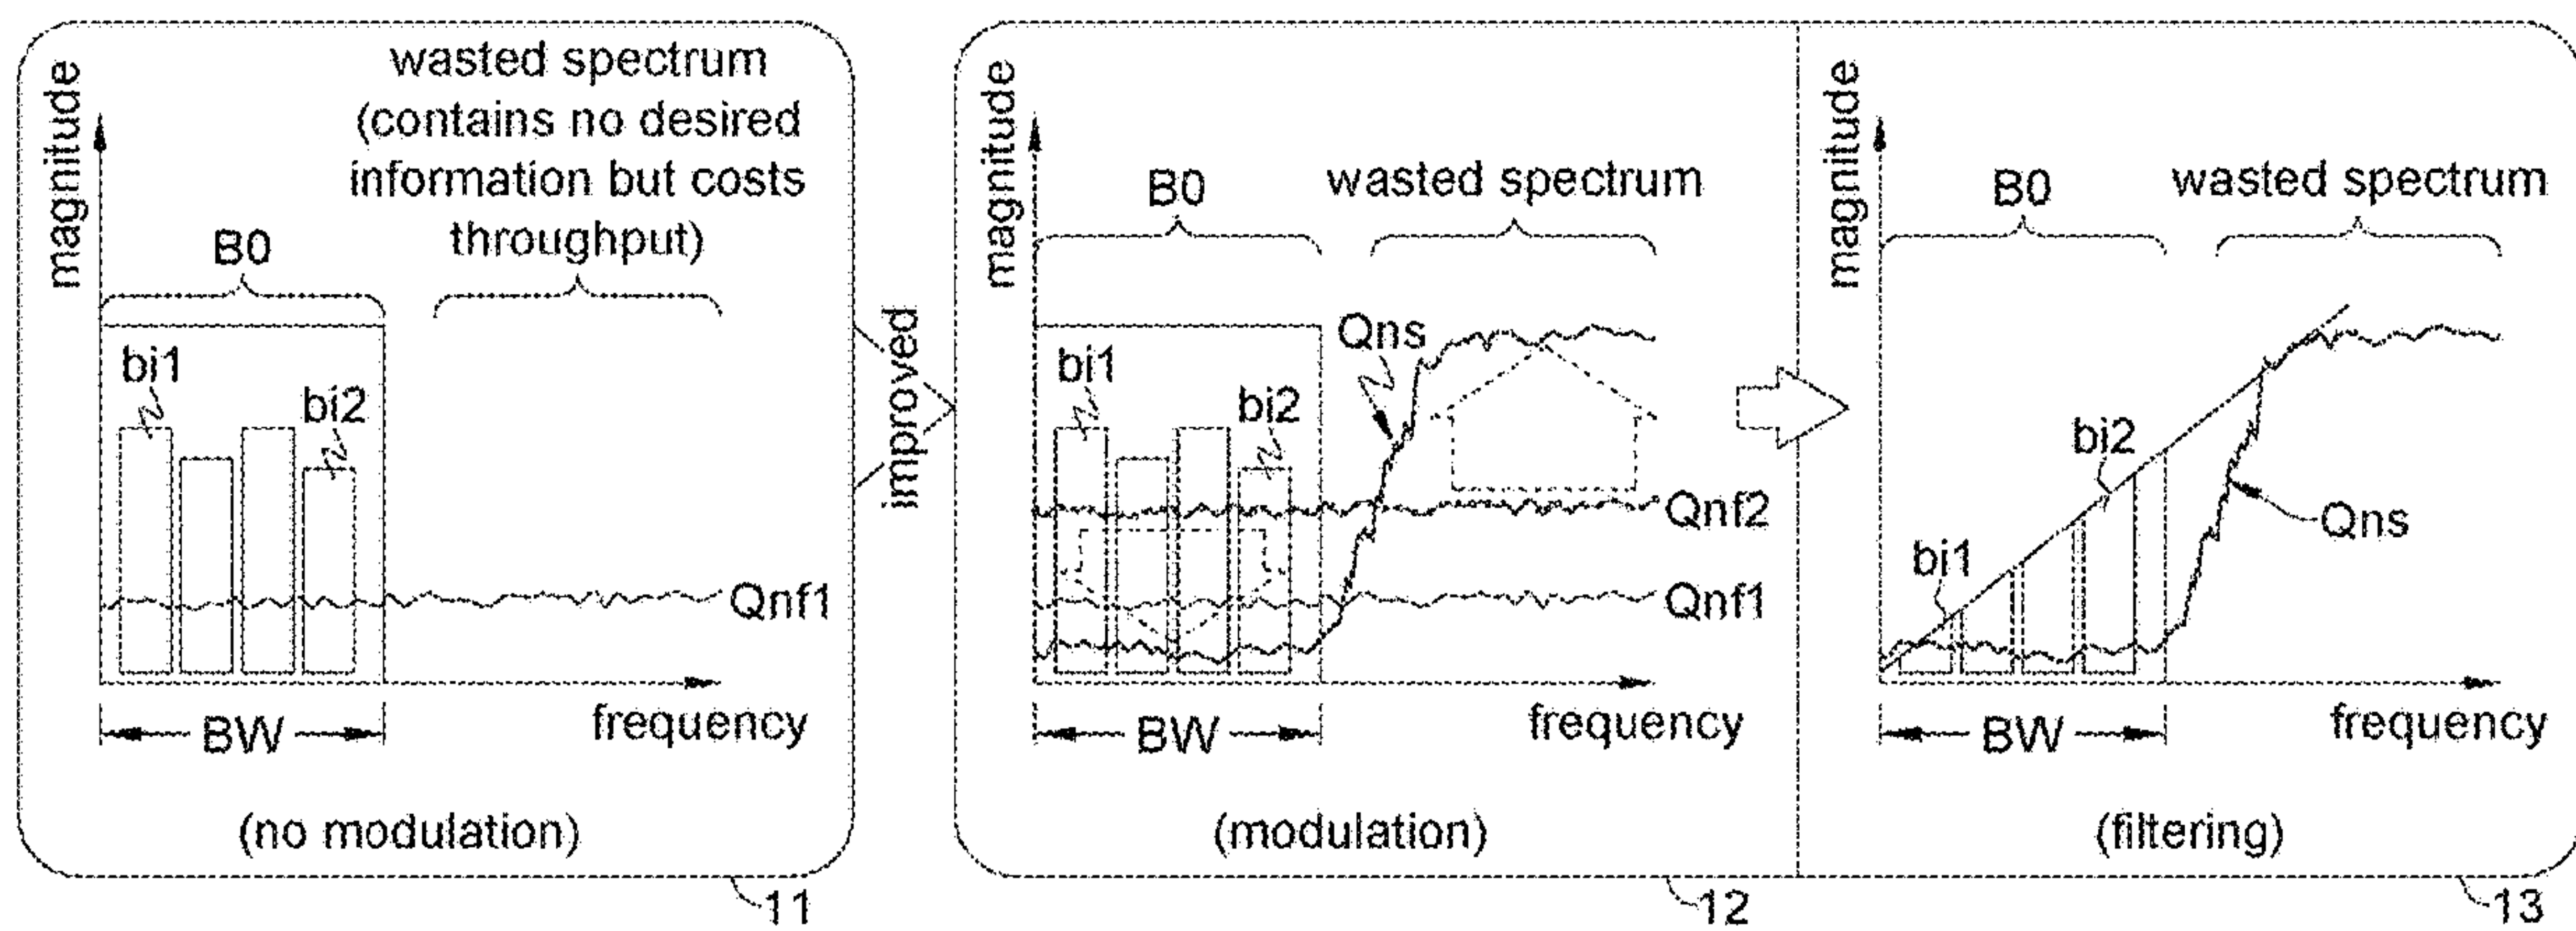 magnitude
wasted spectrum
(contains no desired
information but costs
throughput)
B0
bi1
bi2
Qnf1
frequency
BW
(no modulation)
11
improved
magnitude
B0
wasted spectrum
Qns
bi1
bi2
Qnf2
Qnf1
frequency
BW
(modulation)
12
magnitude
B0
wasted spectrum
bi2
Qns
bi1
frequency
BW
(filtering)
13